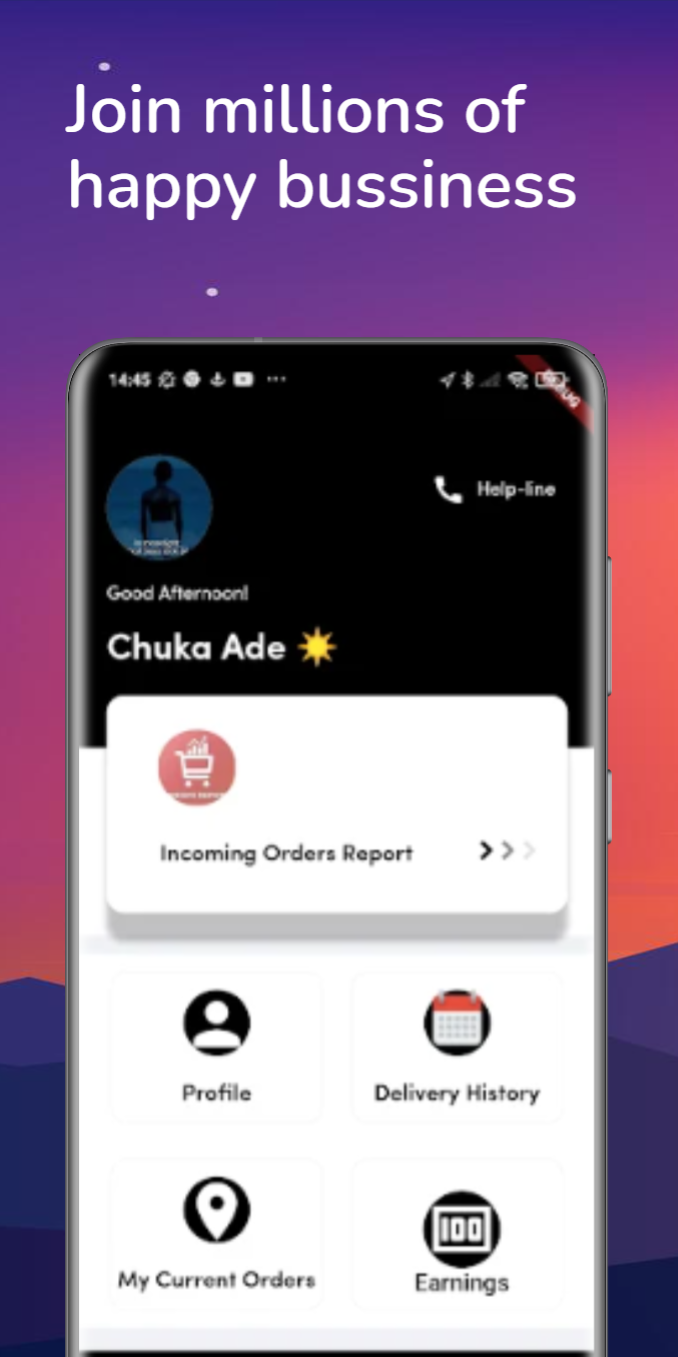 Join millions of
happy bussiness
14:45
Help-line
Good Afternoon!
Chuka Ade
Incoming Orders Report
Profile
Delivery History
100
My Current Orders
Earnings